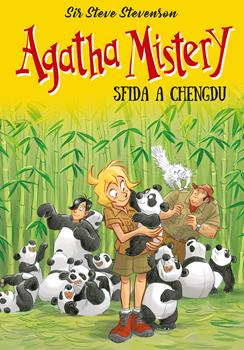 Sir Steve Stevenson
Agatha Mistery
SFIDA A CHENGDU